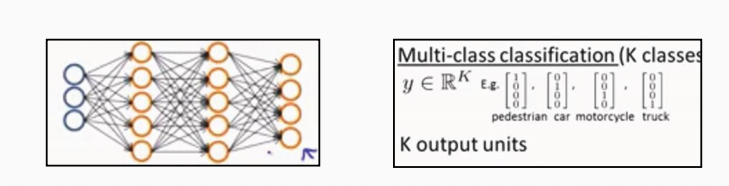 Multi-class classification (K classes
y ∈ ℝᴷ E.g. [1 0 0 0], [0 1 0 0], [0 0 1 0], [0 0 0 1]
pedestrian car motorcycle truck
K output units